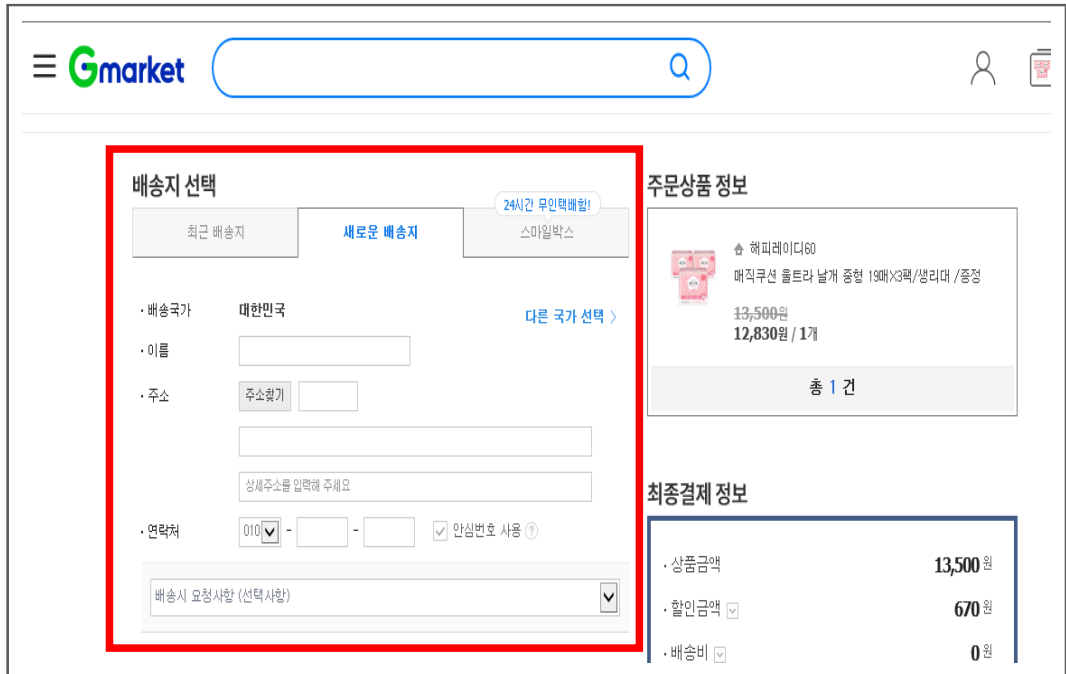 Gmarket
배송지 선택
최근 배송지
새로운 배송지
24시간 무인택배함!
스마일박스
· 배송국가 대한민국 다른 국가 선택 〉
· 이름
· 주소 주소찾기
상세주소를 입력해 주세요
· 연락처 010 - - 안심번호 사용 ?
배송시 요청사항 (선택사항)
주문상품 정보
해피레이디60
매직쿠션 울트라 날개 중형 19매X3팩/생리대 /증정
13,500원
12,830원 / 1개
총 1 건
최종결제 정보
· 상품금액 13,500 원
· 할인금액 670 원
· 배송비 0 원